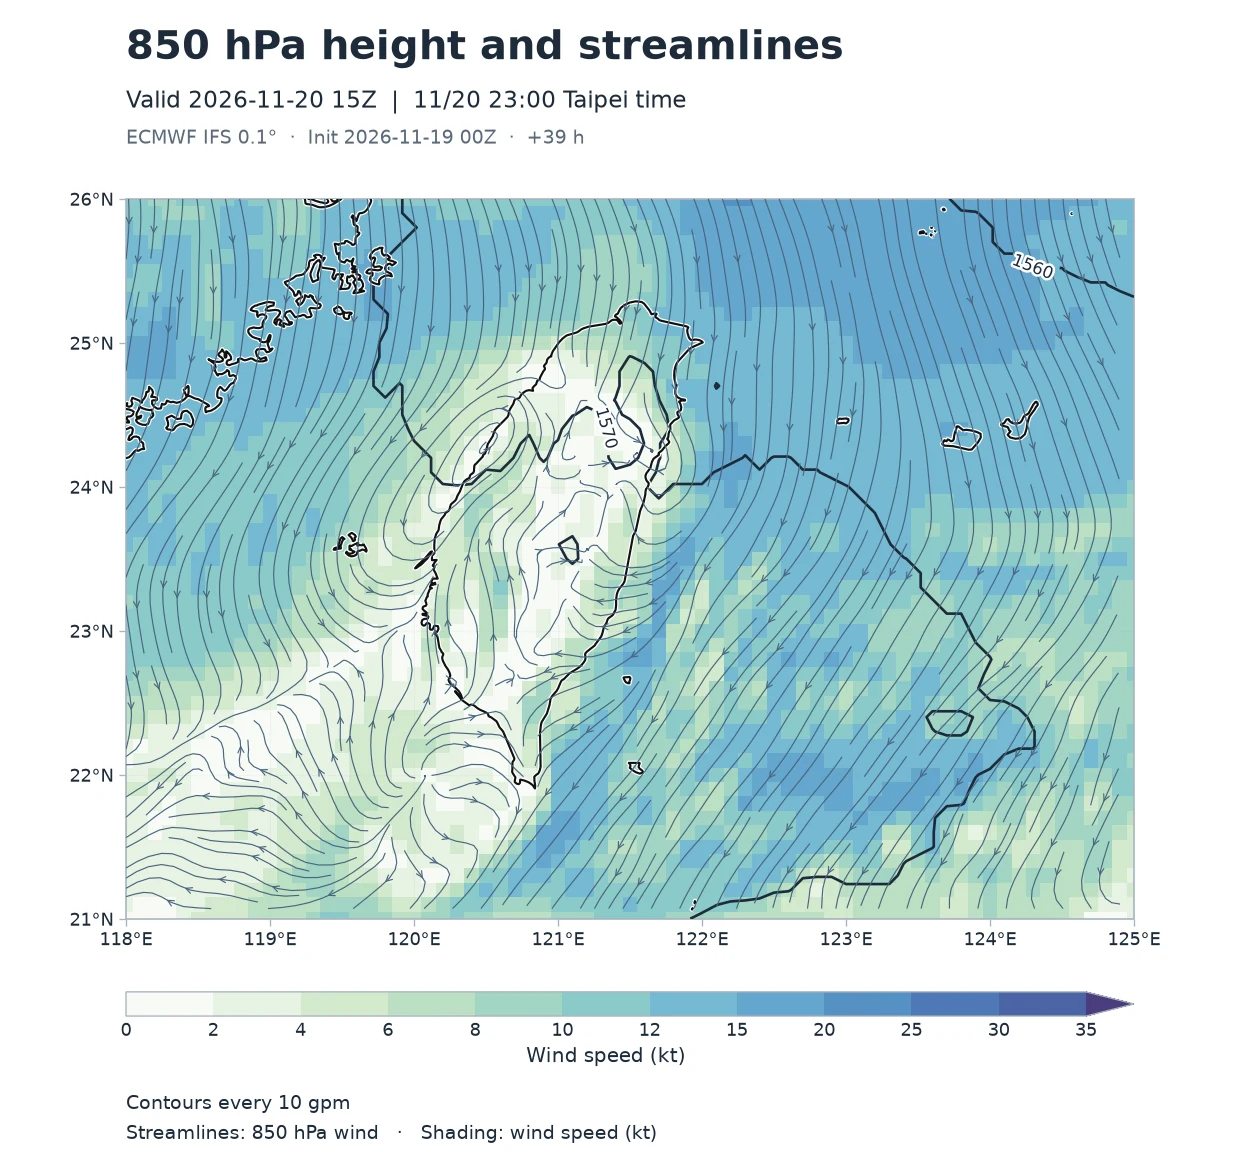 850 hPa height and streamlines
Valid 2026-11-20 15Z | 11/20 23:00 Taipei time
ECMWF IFS 0.1° · Init 2026-11-19 00Z · +39 h
26°N
25°N
24°N
23°N
22°N
21°N
1560
1570
118°E 119°E 120°E 121°E 122°E 123°E 124°E 125°E
0 2 4 6 8 10 12 15 20 25 30 35
Wind speed (kt)
Contours every 10 gpm
Streamlines: 850 hPa wind · Shading: wind speed (kt)